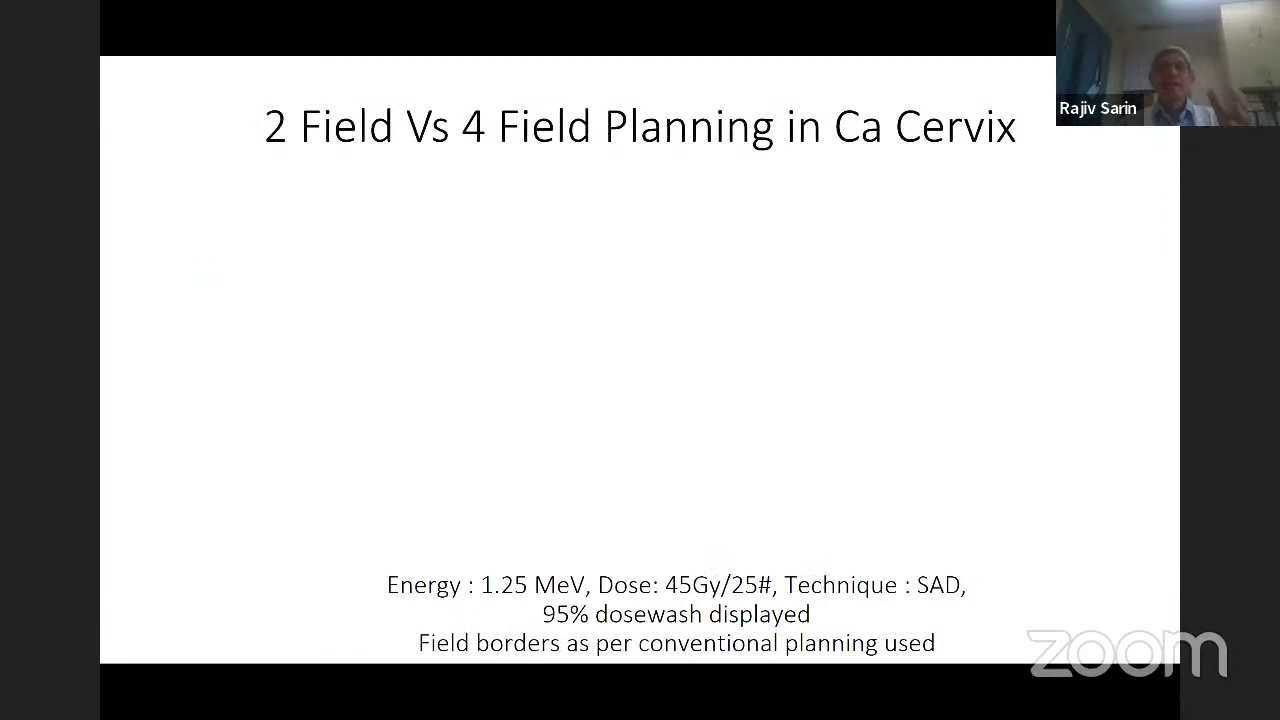 Rajiv Sarin
2 Field Vs 4 Field Planning in Ca Cervix
Energy : 1.25 MeV, Dose: 45Gy/25#, Technique : SAD,
95% dosewash displayed
Field borders as per conventional planning used
zoom